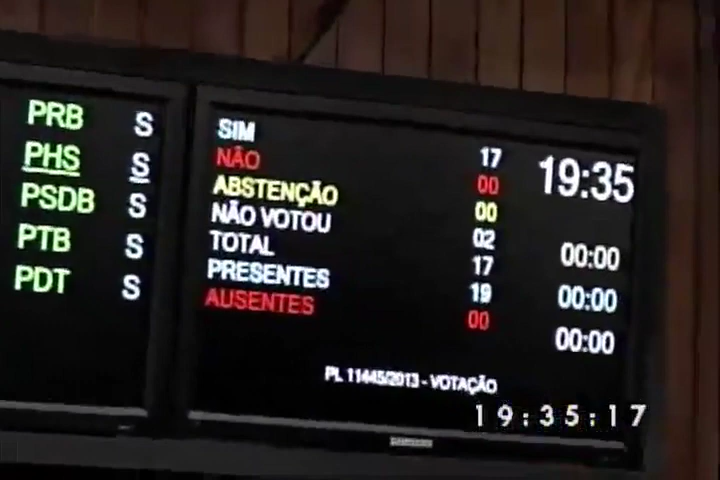 PRB S
PHS S
PSDB S
PTB S
PDT S
SIM 17
NÃO 00
ABSTENÇÃO 00
NÃO VOTOU 02
TOTAL 17
PRESENTES 19
AUSENTES 00
19:35
00:00
00:00
00:00
PL 11445/2013 - VOTAÇÃO
19:35:17